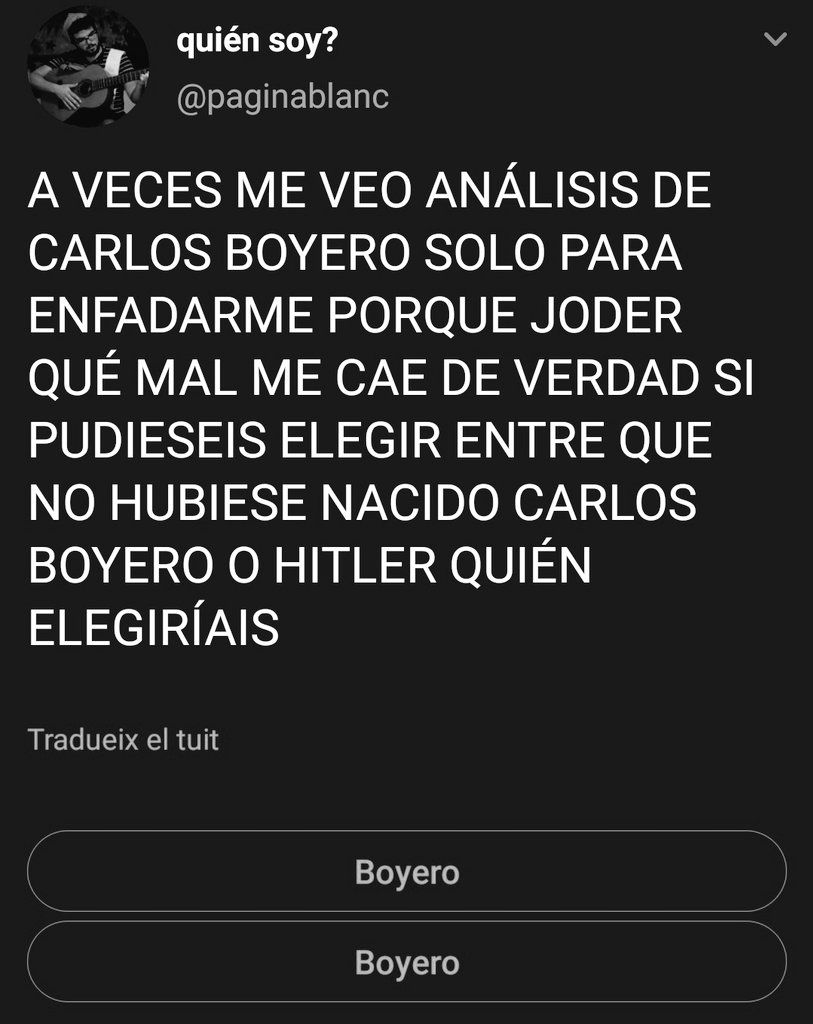 quién soy?
@paginablanc
A VECES ME VEO ANÁLISIS DE
CARLOS BOYERO SOLO PARA
ENFADARME PORQUE JODER
QUÉ MAL ME CAE DE VERDAD SI
PUDIESEIS ELEGIR ENTRE QUE
NO HUBIESE NACIDO CARLOS
BOYERO O HITLER QUIÉN
ELEGIRÍAIS
Tradueix el tuit
Boyero
Boyero